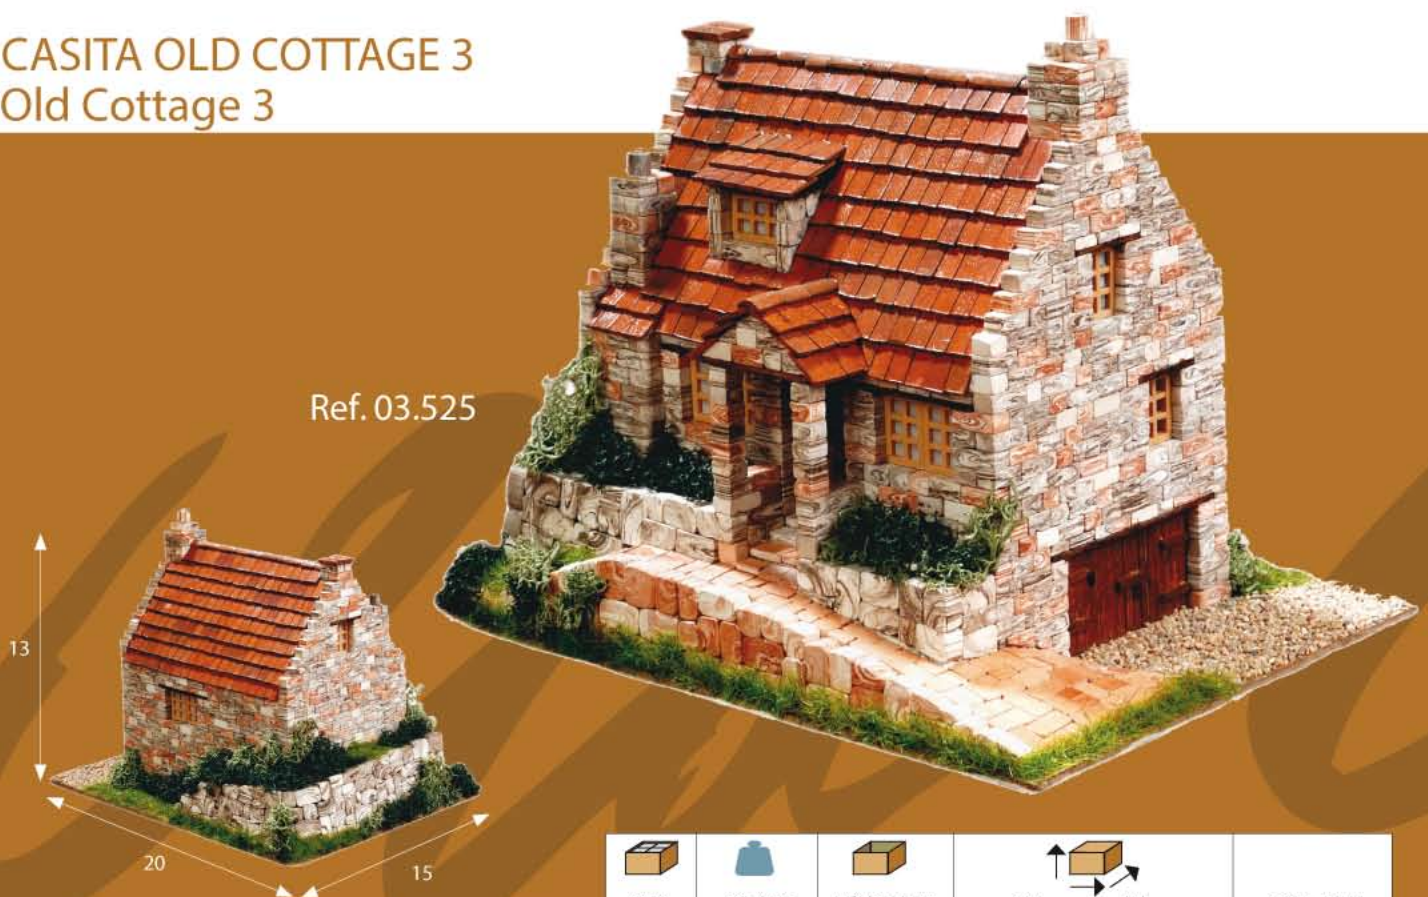 CASITA OLD COTTAGE 3
Old Cottage 3
Ref. 03.525
13
20
15